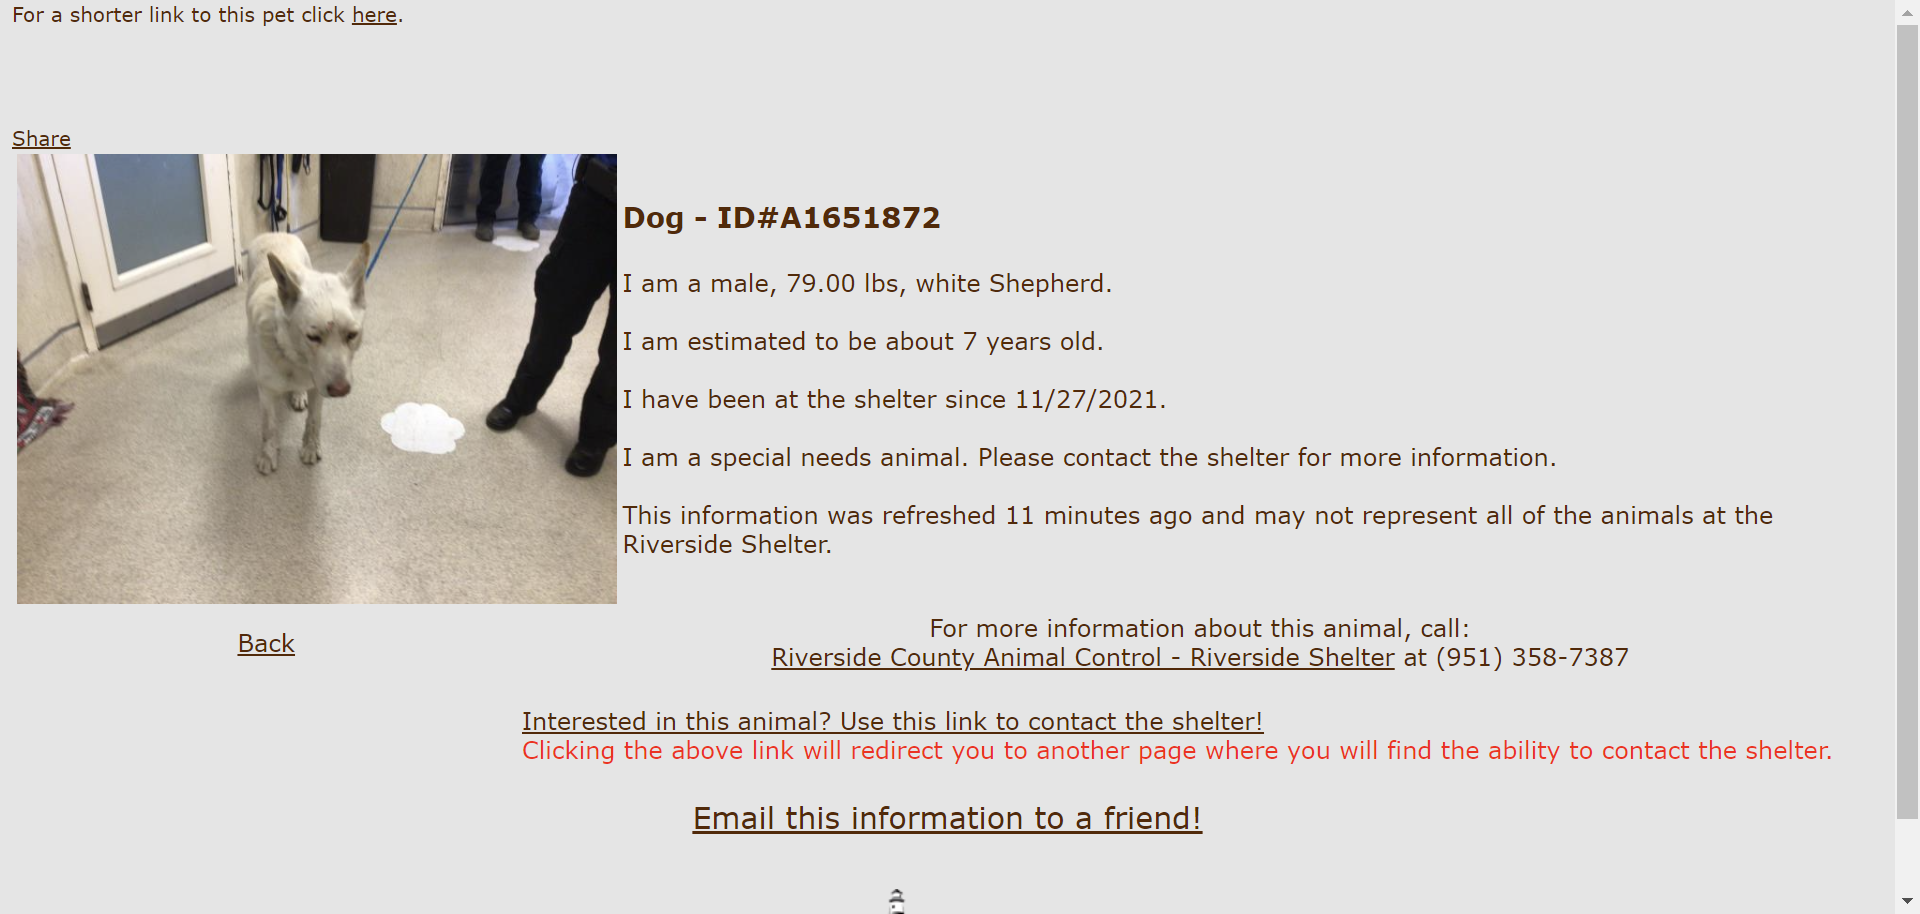 For a shorter link to this pet click here.
Share
Dog - ID#A1651872
I am a male, 79.00 lbs, white Shepherd.
I am estimated to be about 7 years old.
I have been at the shelter since 11/27/2021.
I am a special needs animal. Please contact the shelter for more information.
This information was refreshed 11 minutes ago and may not represent all of the animals at the
Riverside Shelter.
Back
For more information about this animal, call:
Riverside County Animal Control - Riverside Shelter at (951) 358-7387
Interested in this animal? Use this link to contact the shelter!
Clicking the above link will redirect you to another page where you will find the ability to contact the shelter.
Email this information to a friend!